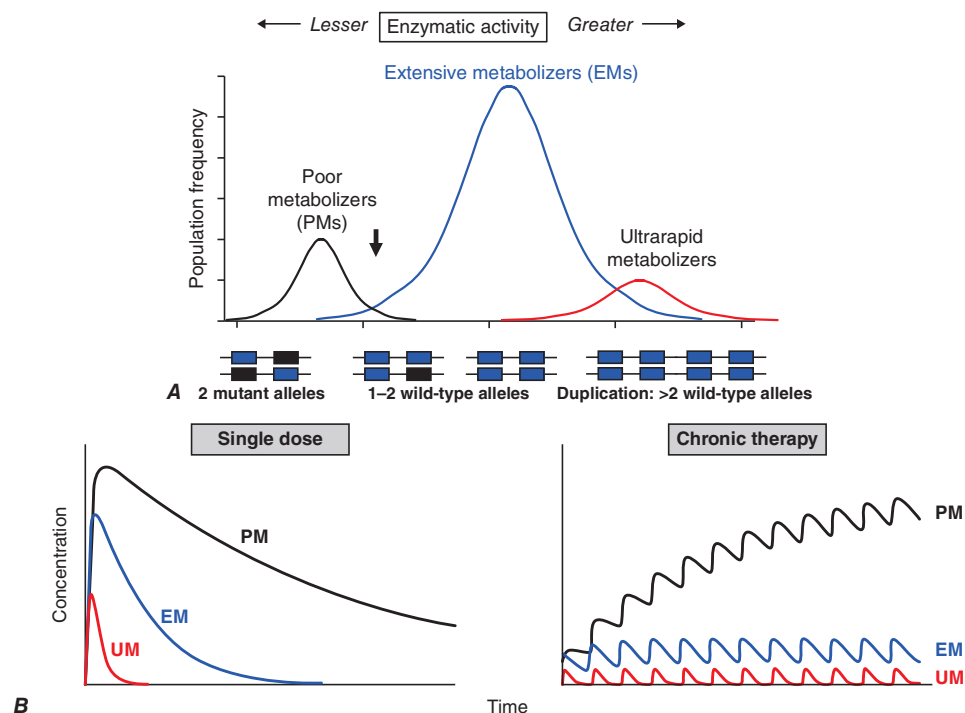 Lesser Enzymatic activity Greater
Extensive metabolizers (EMs)
Population frequency
Poor
metabolizers
(PMs)
Ultrarapid
metabolizers
A 2 mutant alleles 1–2 wild-type alleles Duplication: >2 wild-type alleles
Single dose Chronic therapy
Concentration
PM
EM
UM
PM
EM
UM
B Time